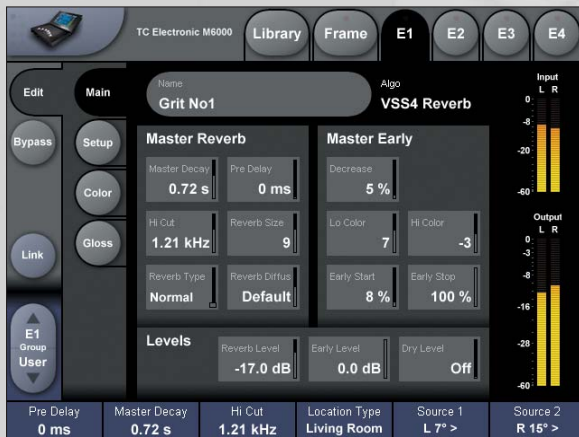 TC Electronic M6000
Library
Frame
E1
E2
E3
E4
Edit
Bypass
Link
E1
Group
User
Main
Setup
Color
Gloss
Name
Grit No1
Algo
VSS4 Reverb
Master Reverb
Master Decay
0.72 s
Pre Delay
0 ms
Hi Cut
1.21 kHz
Reverb Size
9
Reverb Type
Normal
Reverb Diffus
Default
Master Early
Decrease
5 %
Lo Color
7
Hi Color
-3
Early Start
8 %
Early Stop
100 %
Levels
Reverb Level
-17.0 dB
Early Level
0.0 dB
Dry Level
Off
Input
L R
0
-8
-20
-60
Output
L R
0
-3
-8
-16
-28
-60
Pre Delay
0 ms
Master Decay
0.72 s
Hi Cut
1.21 kHz
Location Type
Living Room
Source 1
L 7° >
Source 2
R 15° >